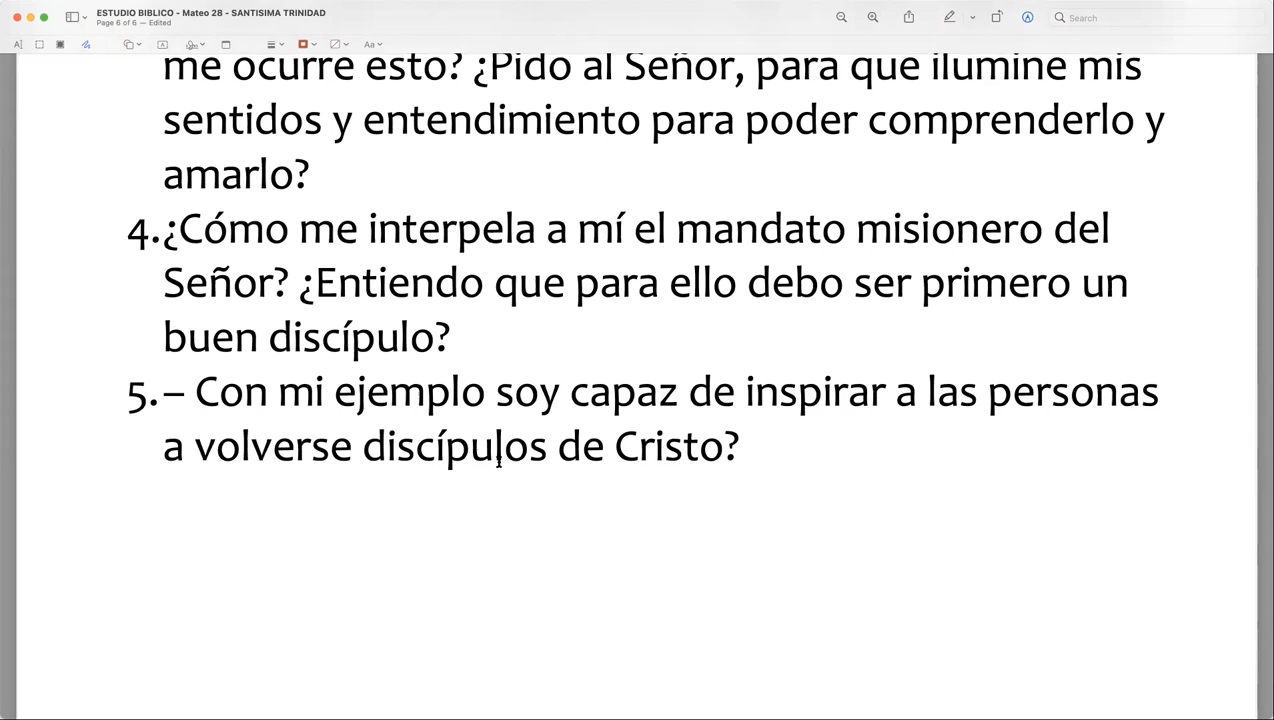 ESTUDIO BIBLICO - Mateo 28 - SANTISIMA TRINIDAD
Page 6 of 6 — Edited
Search
Aa
me ocurre esto? ¿Pido al Señor, para que ilumine mis
sentidos y entendimiento para poder comprenderlo y
amarlo?
4.¿Cómo me interpela a mí el mandato misionero del
Señor? ¿Entiendo que para ello debo ser primero un
buen discípulo?
5.– Con mi ejemplo soy capaz de inspirar a las personas
a volverse discípulos de Cristo?